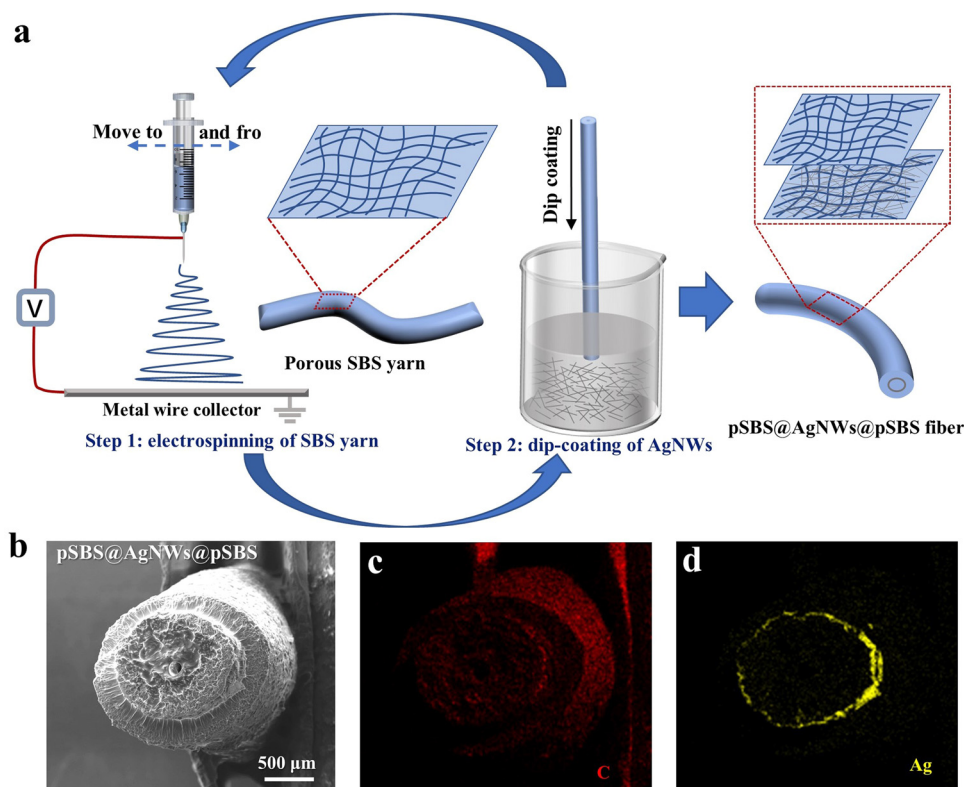 a
Move to and fro
V
Metal wire collector
Step 1: electrospinning of SBS yarn
Porous SBS yarn
Dip coating
Step 2: dip-coating of AgNWs
pSBS@AgNWs@pSBS fiber
b
pSBS@AgNWs@pSBS
500 μm
c
C
d
Ag